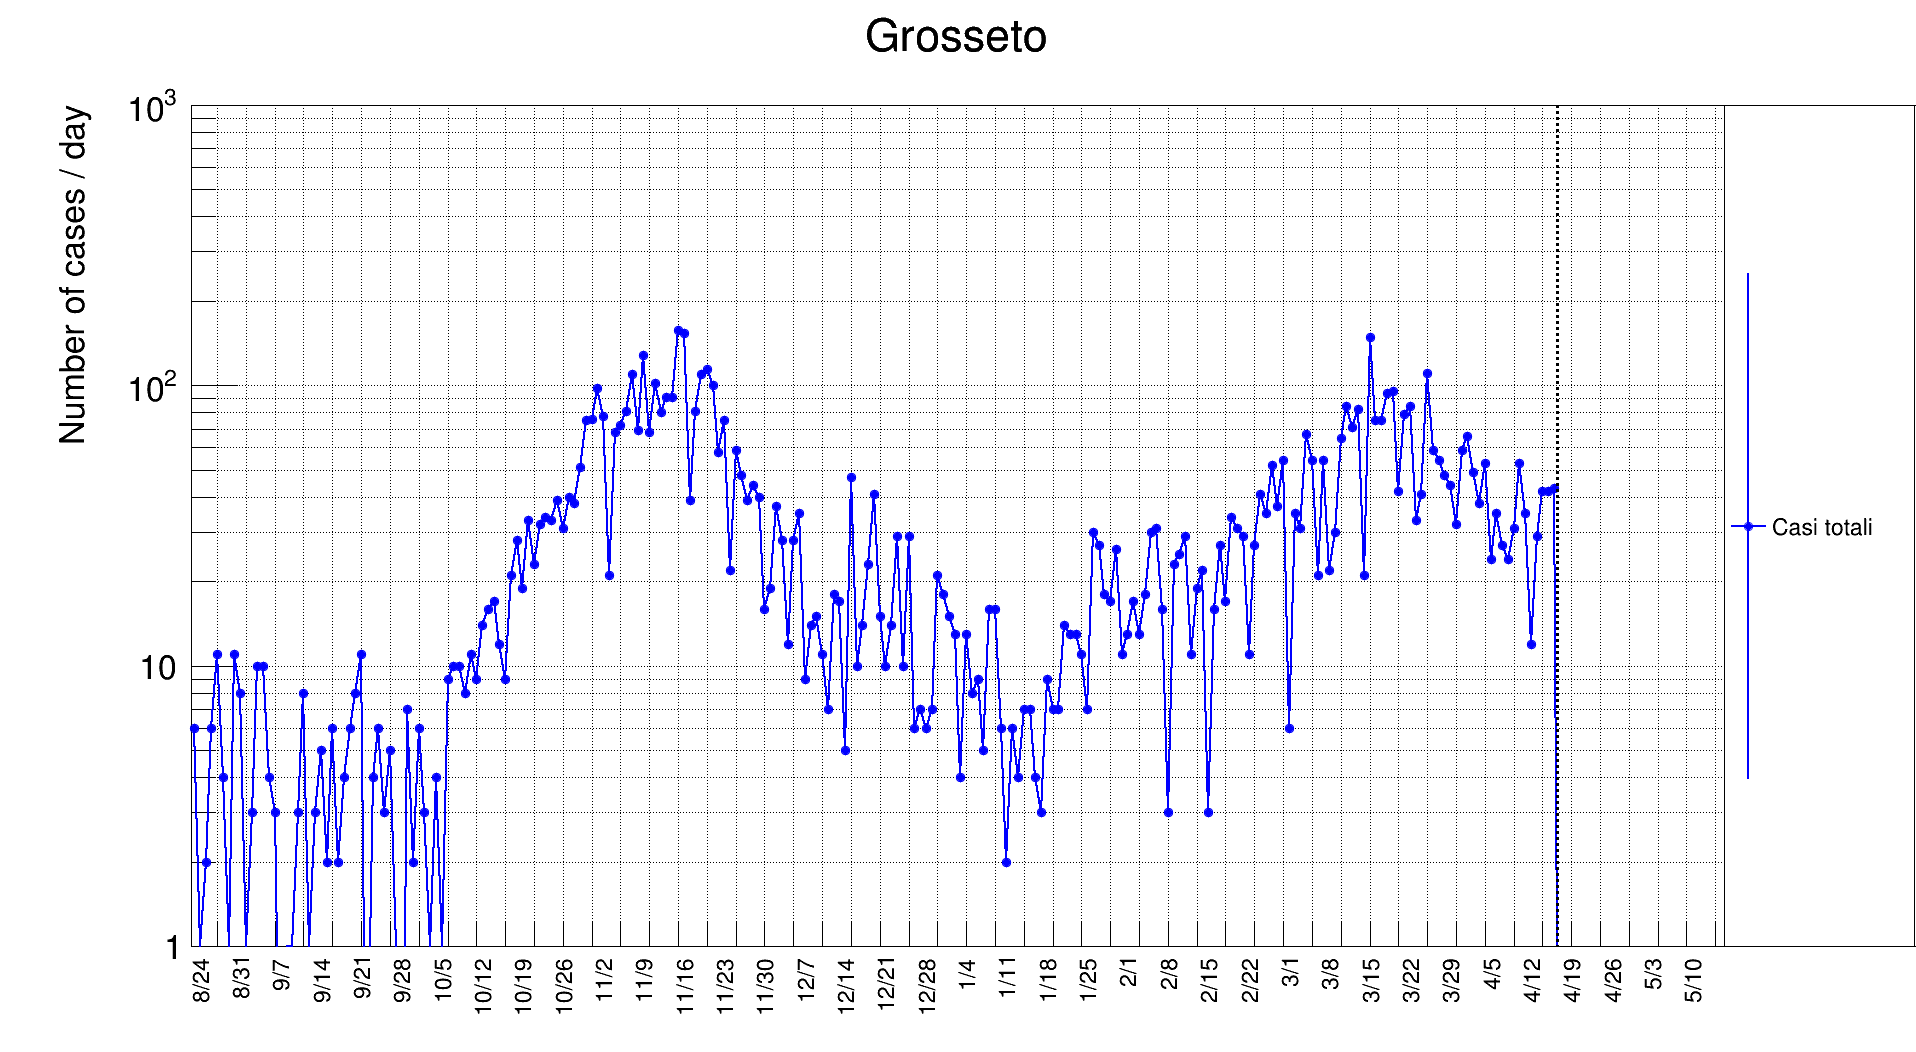 Grosseto
Number of cases / day
10³
10²
10
1
8/24 8/31 9/7 9/14 9/21 9/28 10/5 10/12 10/19 10/26 11/2 11/9 11/16 11/23 11/30 12/7 12/14 12/21 12/28 1/4 1/11 1/18 1/25 2/1 2/8 2/15 2/22 3/1 3/8 3/15 3/22 3/29 4/5 4/12 4/19 4/26 5/3 5/10
Casi totali